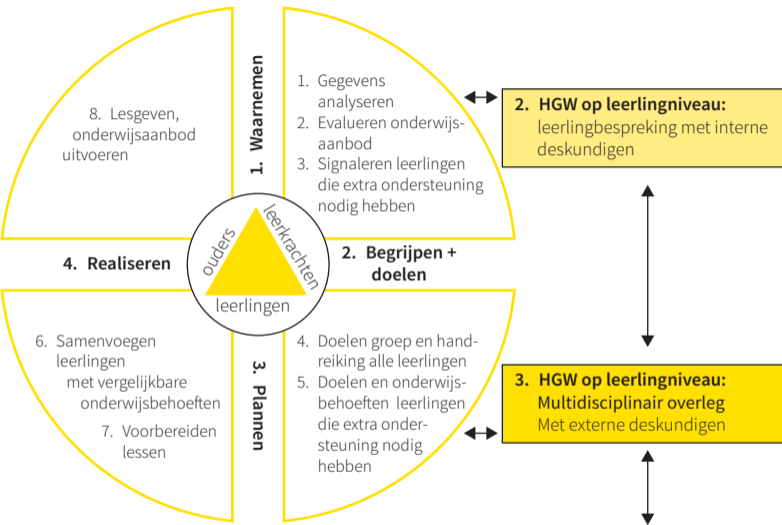 1. Waarnemen
1. Gegevens
analyseren
2. Evalueren onderwijs-
aanbod
3. Signaleren leerlingen
die extra ondersteuning
nodig hebben
2. Begrijpen +
doelen
4. Doelen groep en hand-
reiking alle leerlingen
5. Doelen en onderwijs-
behoeften leerlingen
die extra onder-
steuning nodig
hebben
3. Plannen
6. Samenvoegen
leerlingen
met vergelijkbare
onderwijsbehoeften
7. Voorbereiden
lessen
4. Realiseren
8. Lesgeven,
onderwijsaanbod
uitvoeren
ouders
leerkrachten
leerlingen
2. HGW op leerlingniveau:
leerlingbespreking met interne
deskundigen
3. HGW op leerlingniveau:
Multidisciplinair overleg
Met externe deskundigen